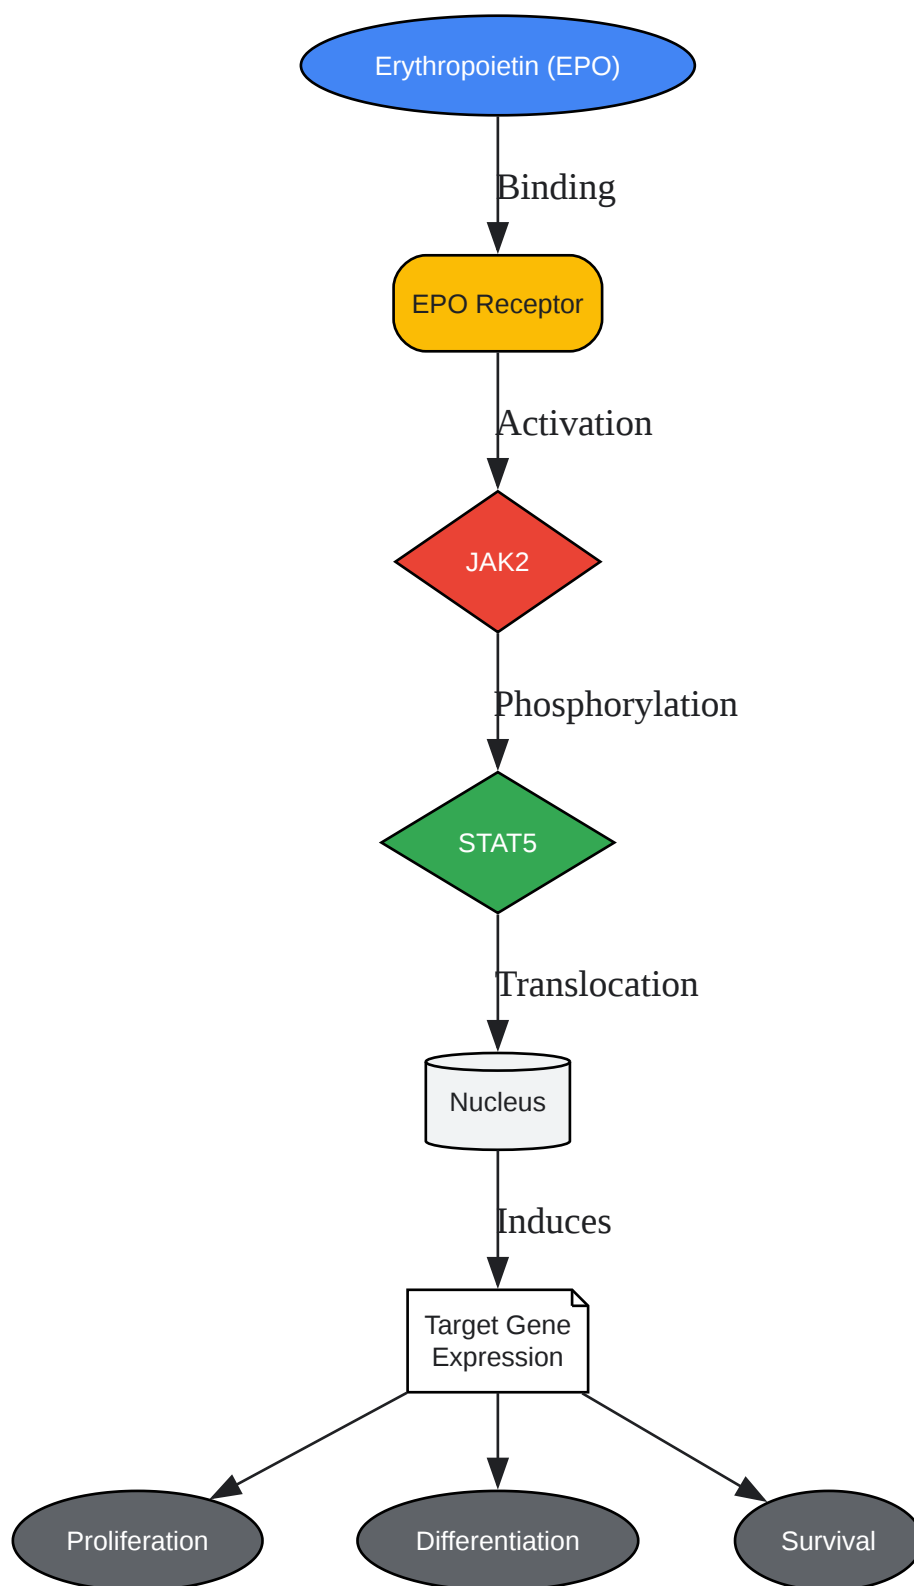 Erythropoietin (EPO)
Binding
EPO Receptor
Activation
JAK2
Phosphorylation
STAT5
Translocation
Nucleus
Induces
Target Gene
Expression
Proliferation
Differentiation
Survival